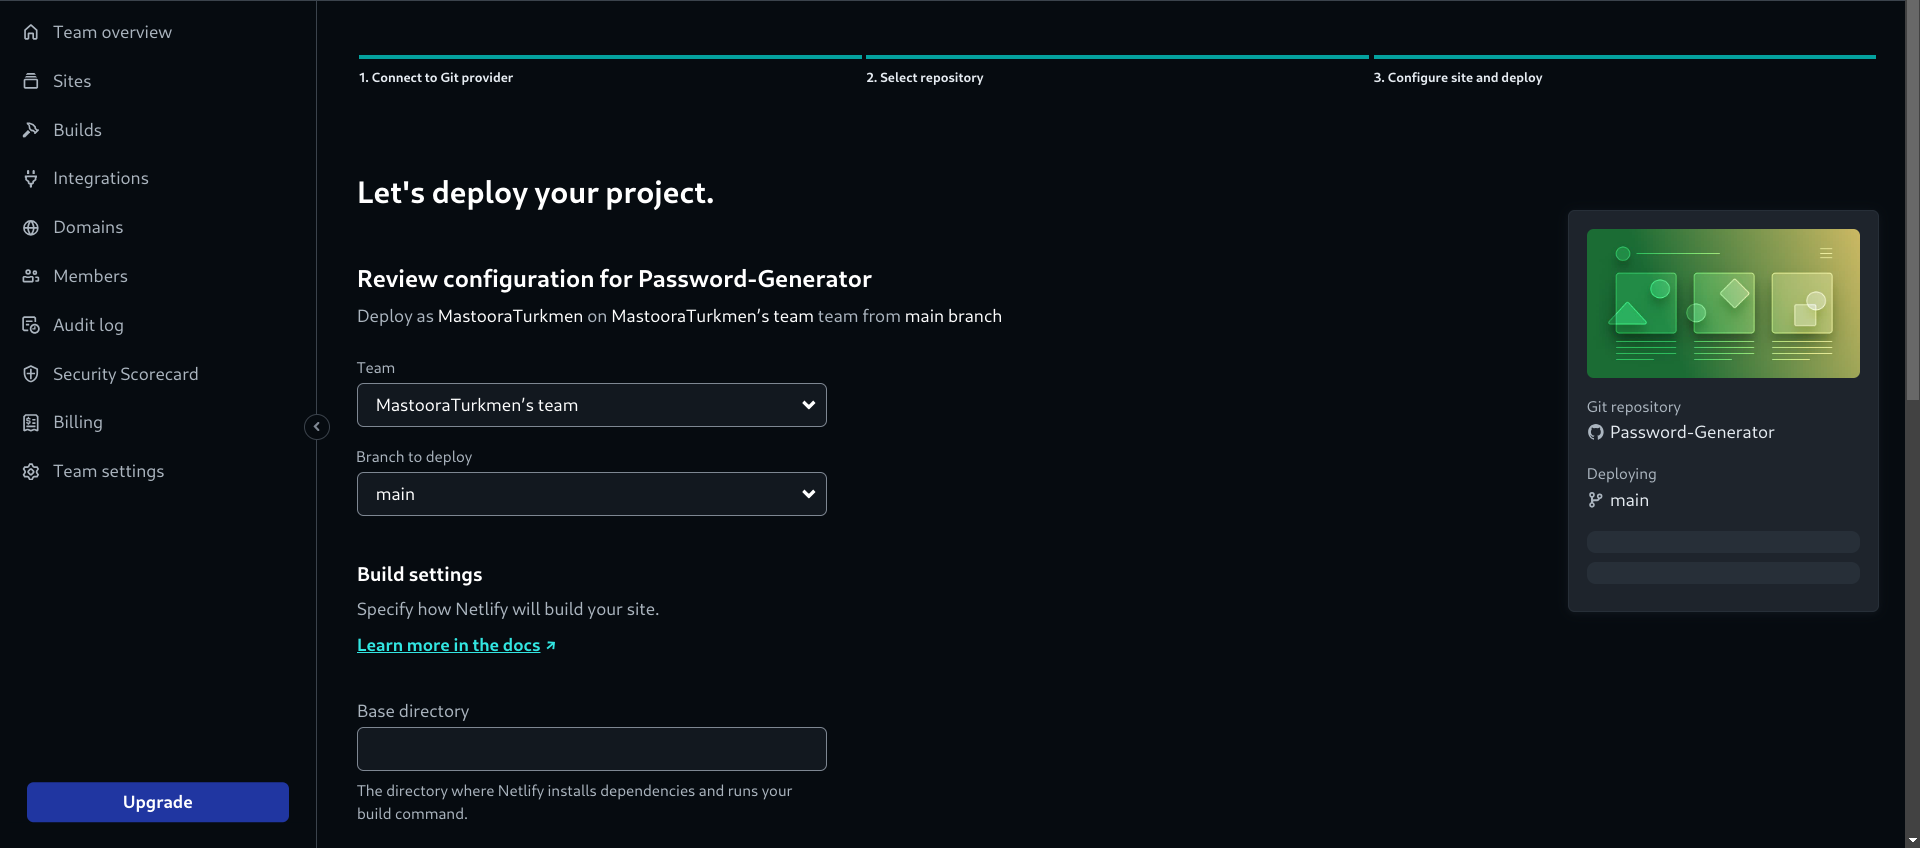 Team overview
Sites
Builds
Integrations
Domains
Members
Audit log
Security Scorecard
Billing
Team settings
Upgrade
1. Connect to Git provider
2. Select repository
3. Configure site and deploy
Let's deploy your project.
Review configuration for Password-Generator
Deploy as MastooraTurkmen on MastooraTurkmen’s team team from main branch
Team
MastooraTurkmen’s team
Branch to deploy
main
Build settings
Specify how Netlify will build your site.
Learn more in the docs
Base directory
The directory where Netlify installs dependencies and runs your
build command.
Git repository
Password-Generator
Deploying
main